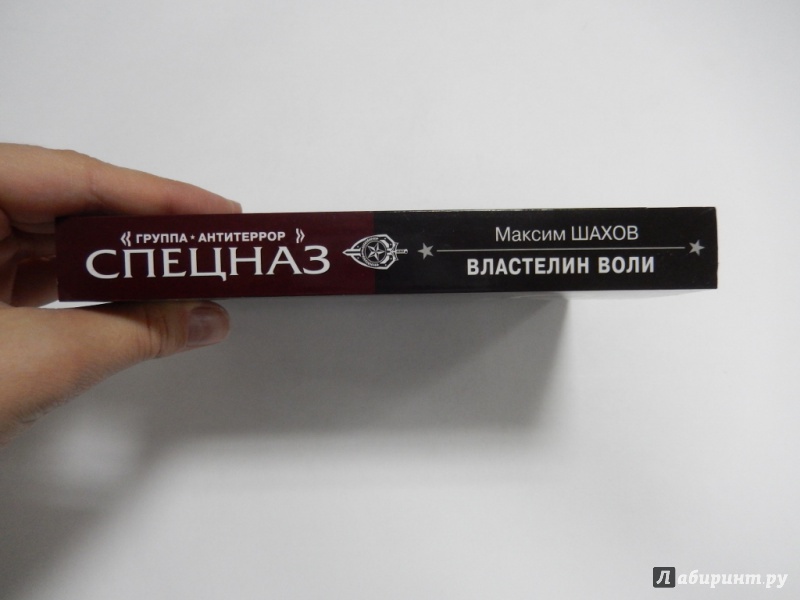 « ГРУППА ★ АНТИТЕРРОР »
СПЕЦНАЗ
Максим ШАХОВ
ВЛАСТЕЛИН ВОЛИ
Лабиринт.ру